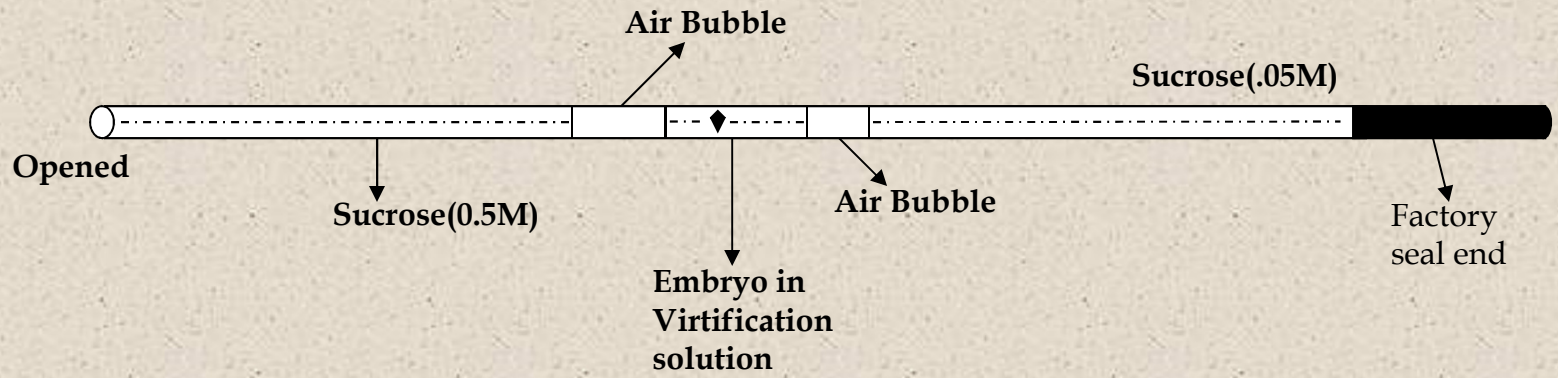 Air Bubble
Sucrose(.05M)
Opened
Sucrose(0.5M)
Air Bubble
Factory
seal end
Embryo in
Virtification
solution